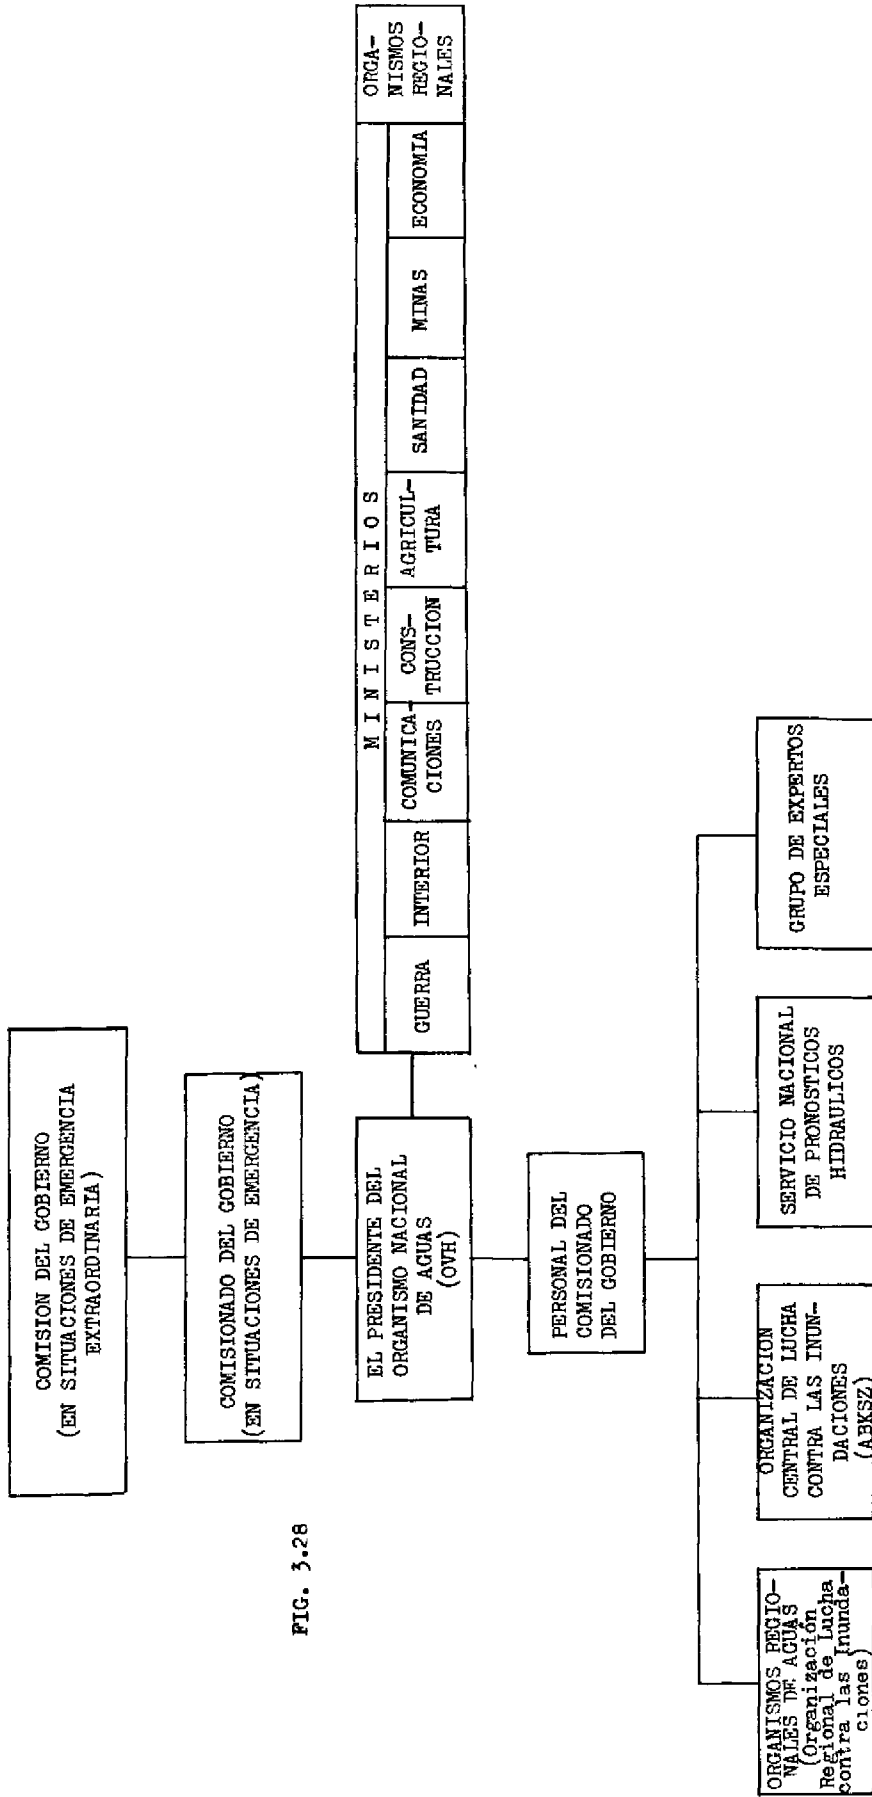 COMISION DEL GOBIERNO
(EN SITUACIONES DE EMERGENCIA
EXTRAORDINARIA)
COMISIONADO DEL GOBIERNO
(EN SITUACIONES DE EMERGENCIA)
FIG. 3.28
EL PRESIDENTE DEL
ORGANISMO NACIONAL
DE AGUAS
(OVH)
MINISTERIOS
GUERRA
INTERIOR
COMUNICA-
CIONES
CONS-
TRUCCION
AGRICUL-
TURA
SANIDAD
MINAS
ECONOMIA
ORGA-
NISMOS
REGIO-
NALES
PERSONAL DEL
COMISIONADO
DEL GOBIERNO
ORGANISMOS REGIO-
NALES DE AGUAS
(Organización
Regional de Lucha
contra las Inunda-
ciones)
ORGANIZACION
CENTRAL DE LUCHA
CONTRA LAS INUN-
DACIONES
(ABKSZ)
SERVICIO NACIONAL
DE PRONOSTICOS
HIDRAULICOS
GRUPO DE EXPERTOS
ESPECIALES